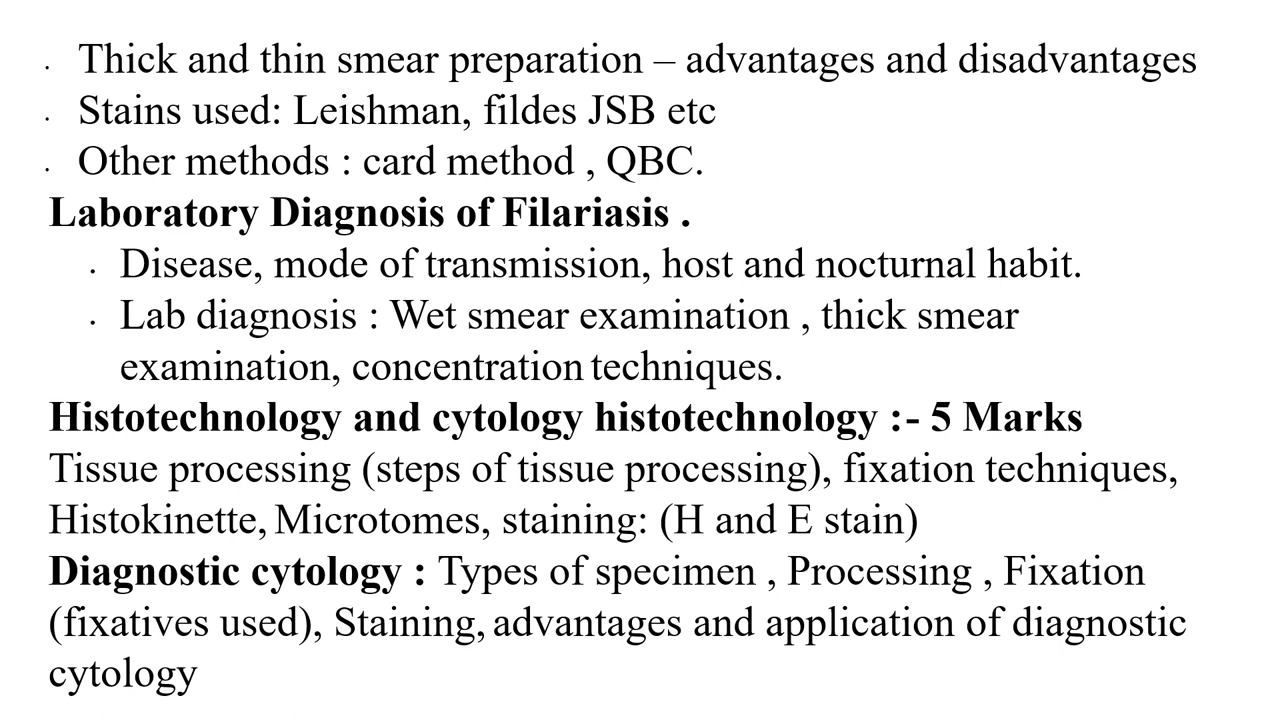 · Thick and thin smear preparation – advantages and disadvantages
· Stains used: Leishman, fildes JSB etc
· Other methods : card method , QBC.
Laboratory Diagnosis of Filariasis .
· Disease, mode of transmission, host and nocturnal habit.
· Lab diagnosis : Wet smear examination , thick smear
examination, concentration techniques.
Histotechnology and cytology histotechnology :- 5 Marks
Tissue processing (steps of tissue processing), fixation techniques,
Histokinette, Microtomes, staining: (H and E stain)
Diagnostic cytology : Types of specimen , Processing , Fixation
(fixatives used), Staining, advantages and application of diagnostic
cytology